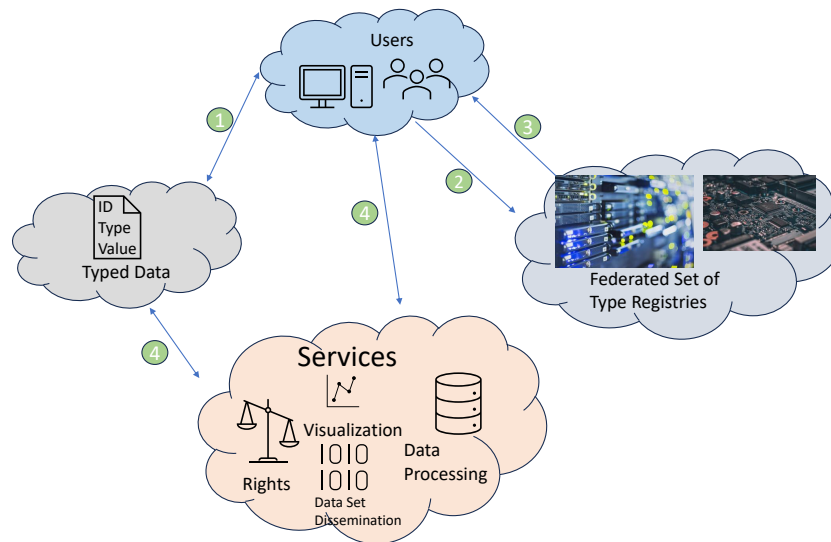 Users
1
3
2
4
ID
Type
Value
Typed Data
Federated Set of
Type Registries
4
Services
Visualization
Data
Processing
Rights
Data Set
Dissemination